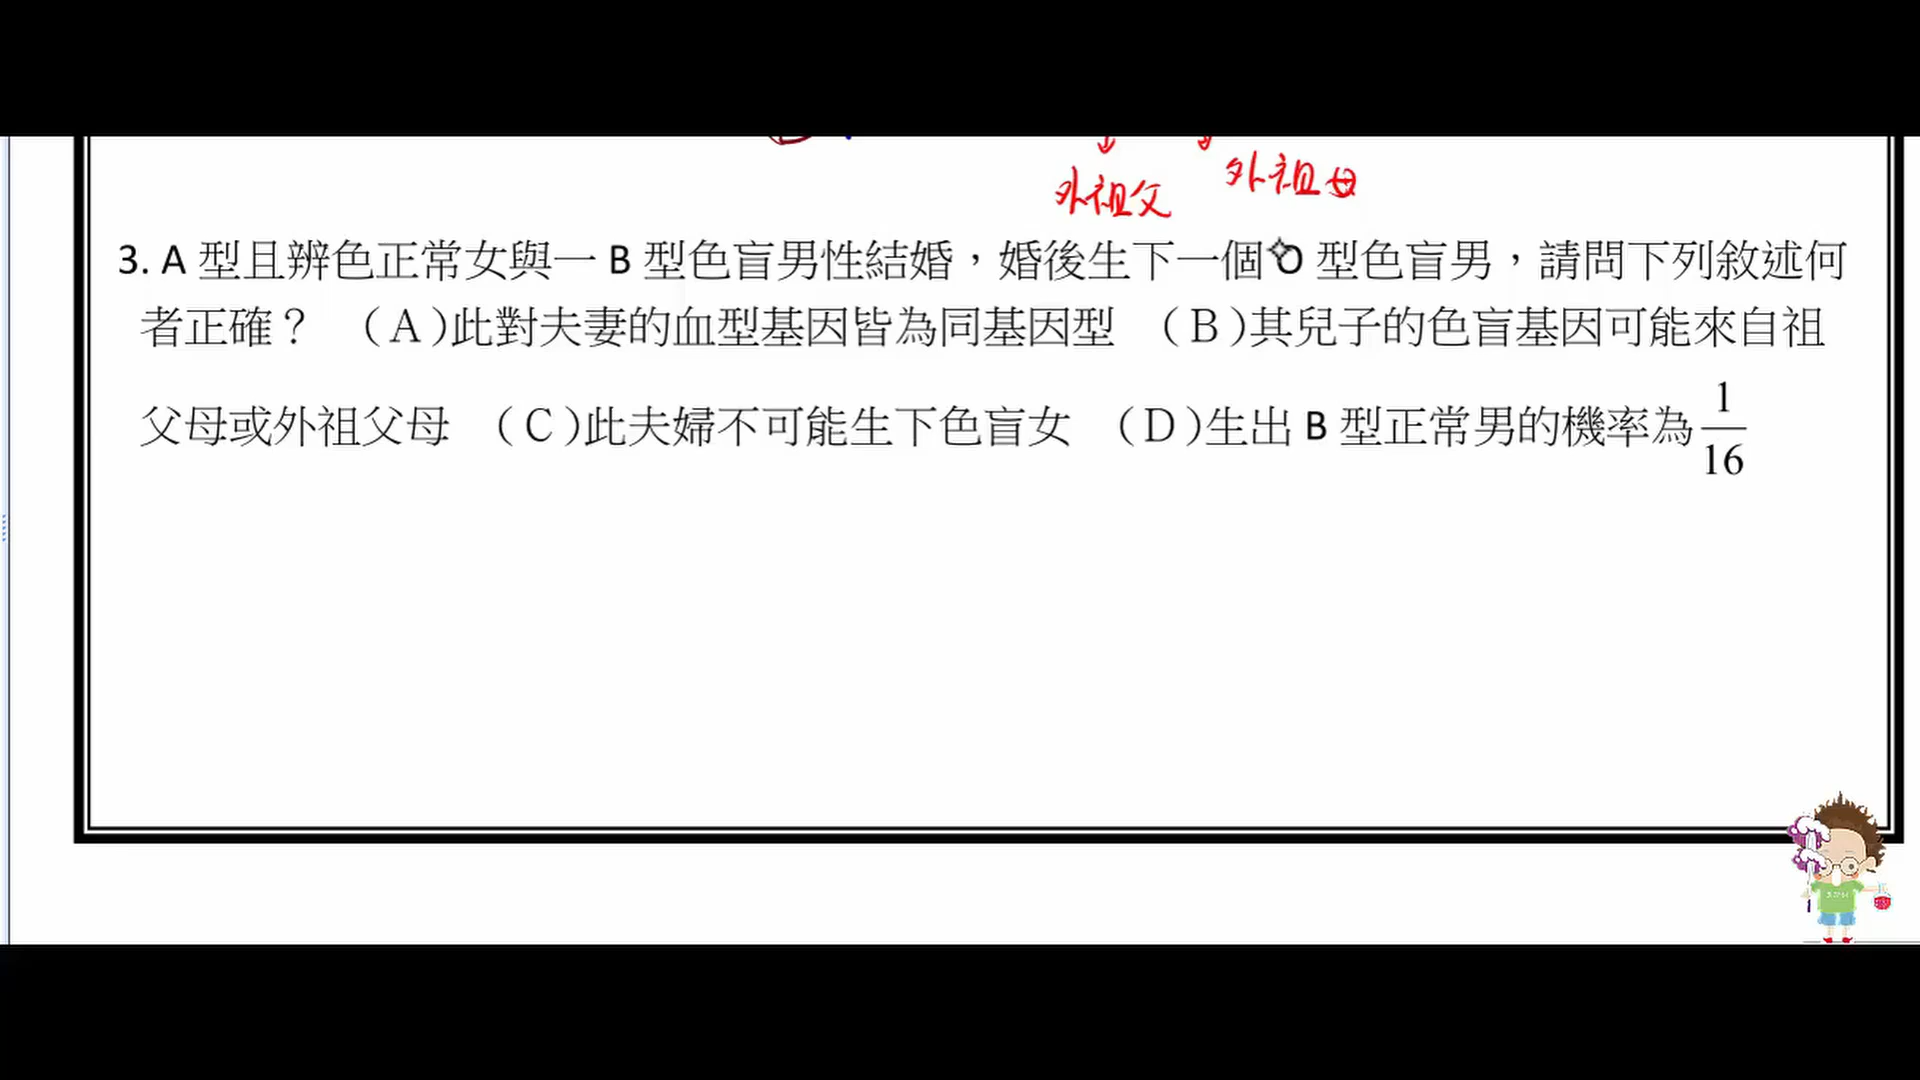 外祖父 外祖母
3. A 型且辨色正常女與一 B 型色盲男性結婚，婚後生下一個 O 型色盲男，請問下列敘述何
者正確？ （A)此對夫妻的血型基因皆為同基因型 （B)其兒子的色盲基因可能來自祖
父母或外祖父母 （C)此夫婦不可能生下色盲女 （D)生出 B 型正常男的機率為 1/16